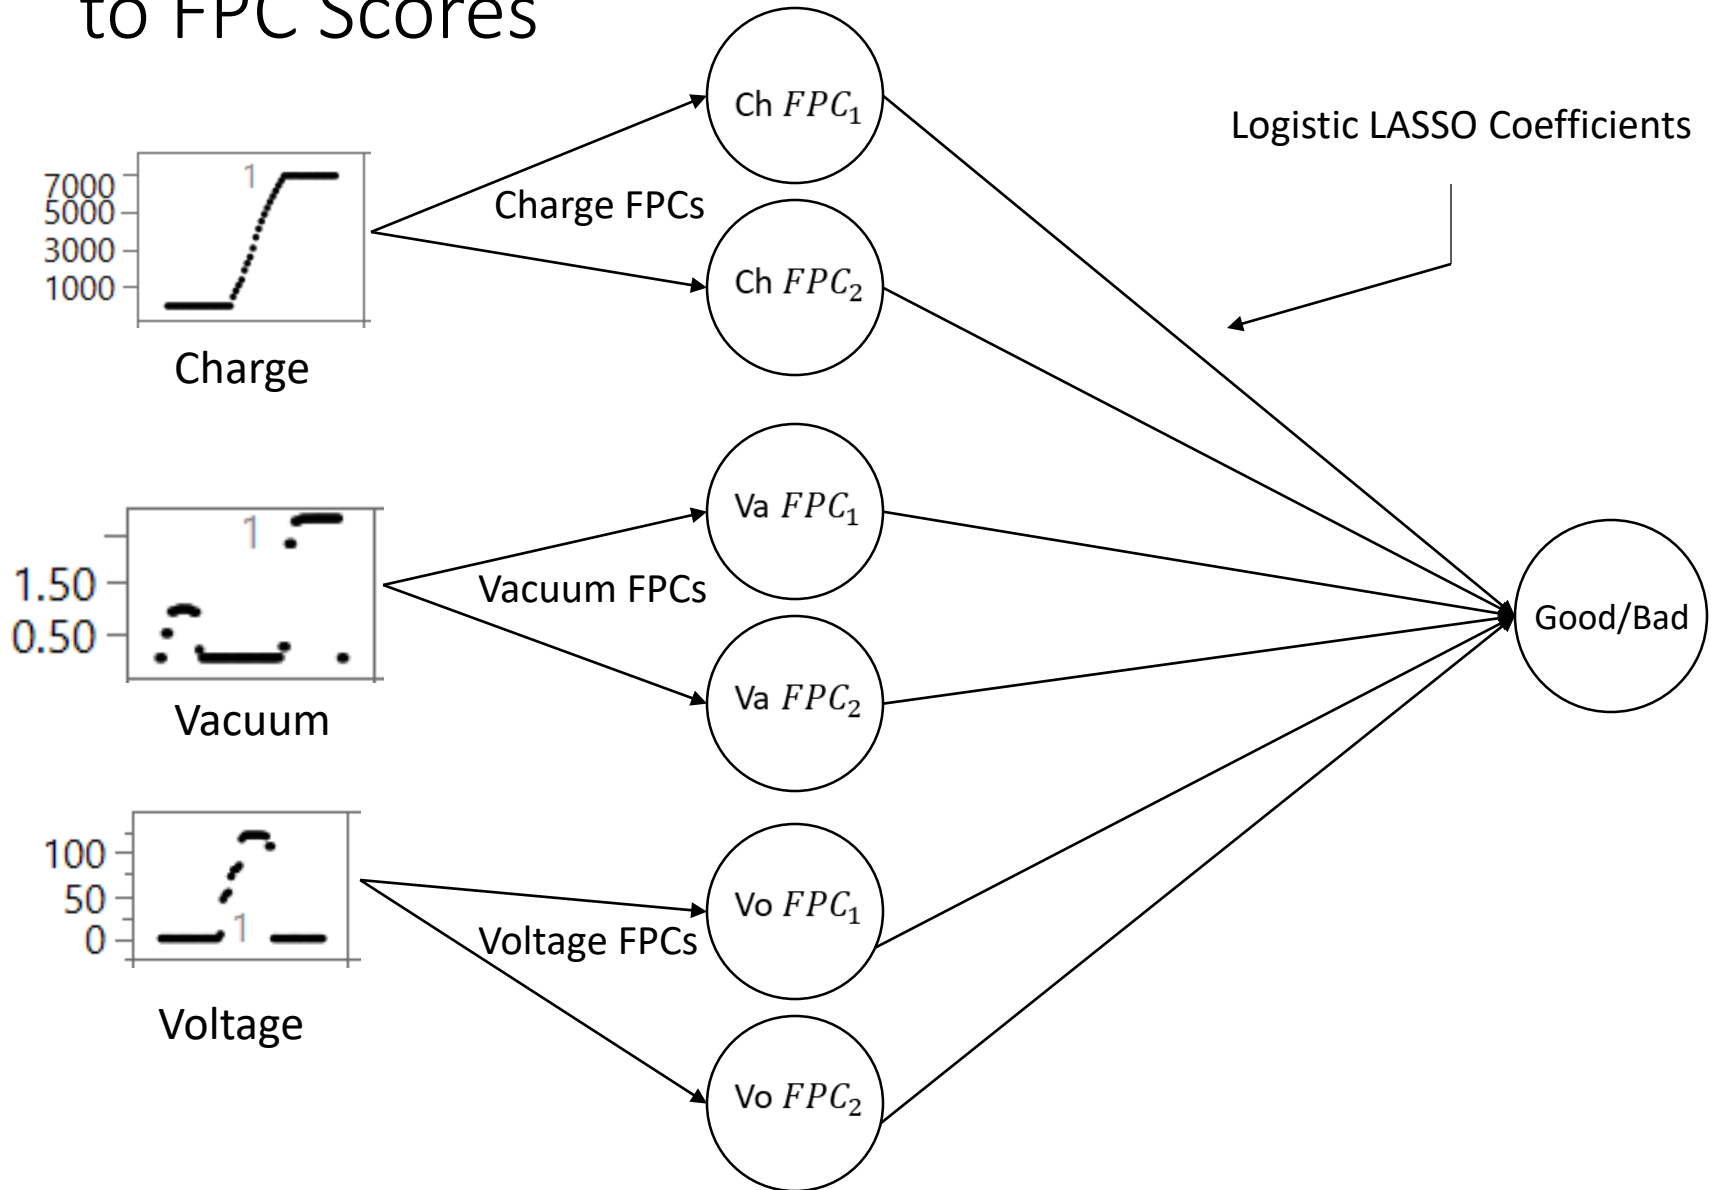 to FPC Scores
Ch FPC₁
Logistic LASSO Coefficients
1
7000
5000
3000
1000
Charge FPCs
Ch FPC₂
Charge
1
1.50
0.50
Va FPC₁
Vacuum FPCs
Good/Bad
Va FPC₂
Vacuum
100
50
0
1
Vo FPC₁
Voltage FPCs
Voltage
Vo FPC₂